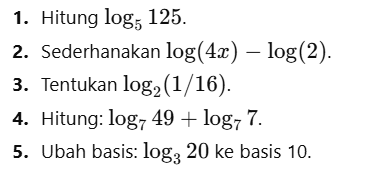 1. Hitung log₅ 125.
2. Sederhanakan log(4x) − log(2).
3. Tentukan log₂(1/16).
4. Hitung: log₇ 49 + log₇ 7.
5. Ubah basis: log₃ 20 ke basis 10.